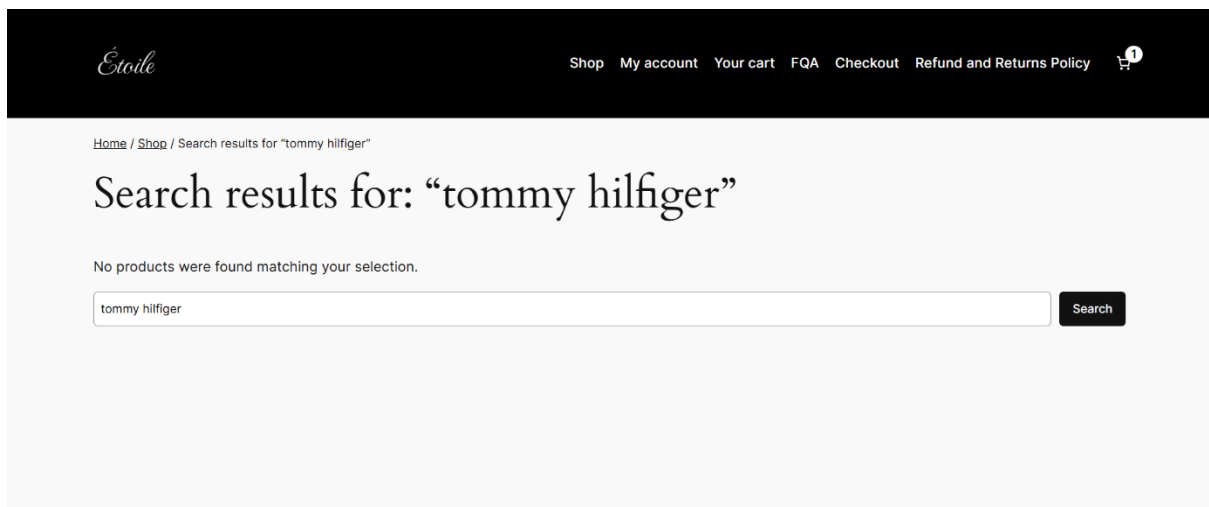 Étoile
Shop My account Your cart FQA Checkout Refund and Returns Policy 1
Home / Shop / Search results for “tommy hilfiger”
Search results for: “tommy hilfiger”
No products were found matching your selection.
tommy hilfiger Search